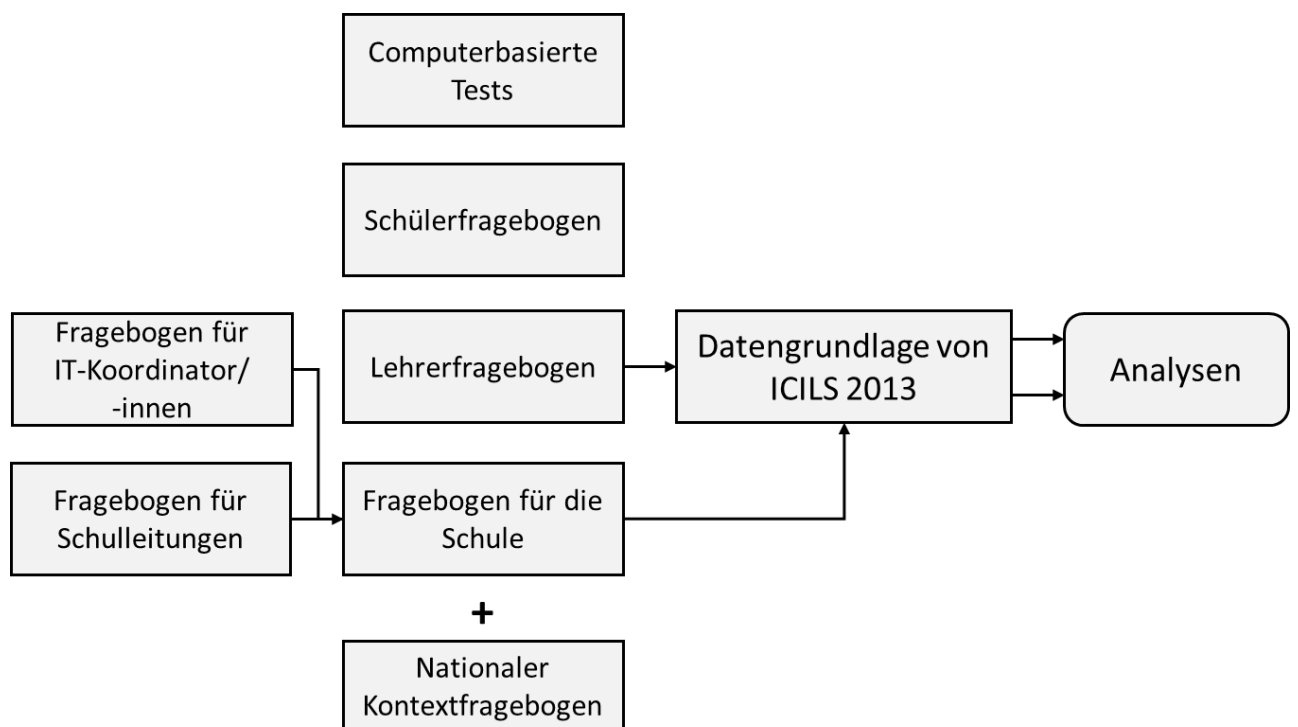 Computerbasierte
Tests
Schülerfragebogen
Fragebogen für
IT-Koordinator/
-innen
Lehrerfragebogen
Datengrundlage von
ICILS 2013
Analysen
Fragebogen für
Schulleitungen
Fragebogen für die
Schule
+
Nationaler
Kontextfragebogen